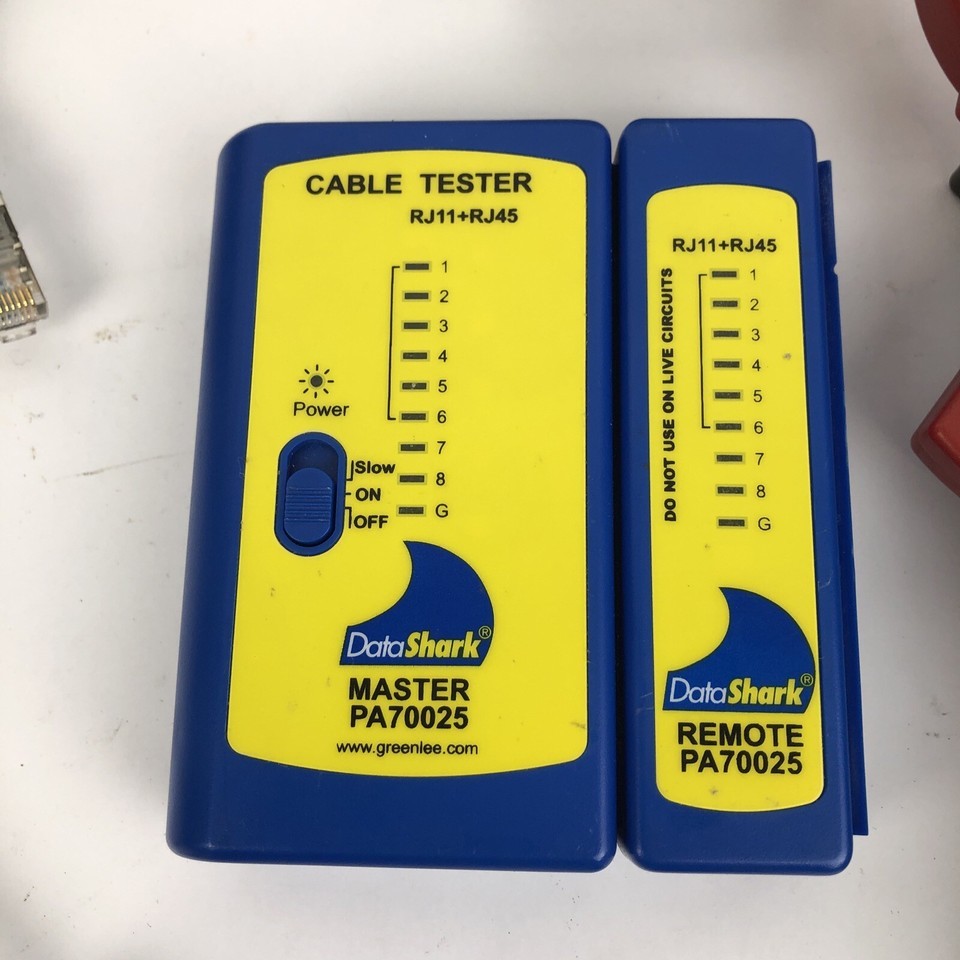 CABLE TESTER
RJ11+RJ45
1
2
3
4
5
6
7
8
G
Power
Slow
ON
OFF
DataShark®
MASTER
PA70025
www.greenlee.com
RJ11+RJ45
DO NOT USE ON LIVE CIRCUITS
1
2
3
4
5
6
7
8
G
DataShark®
REMOTE
PA70025